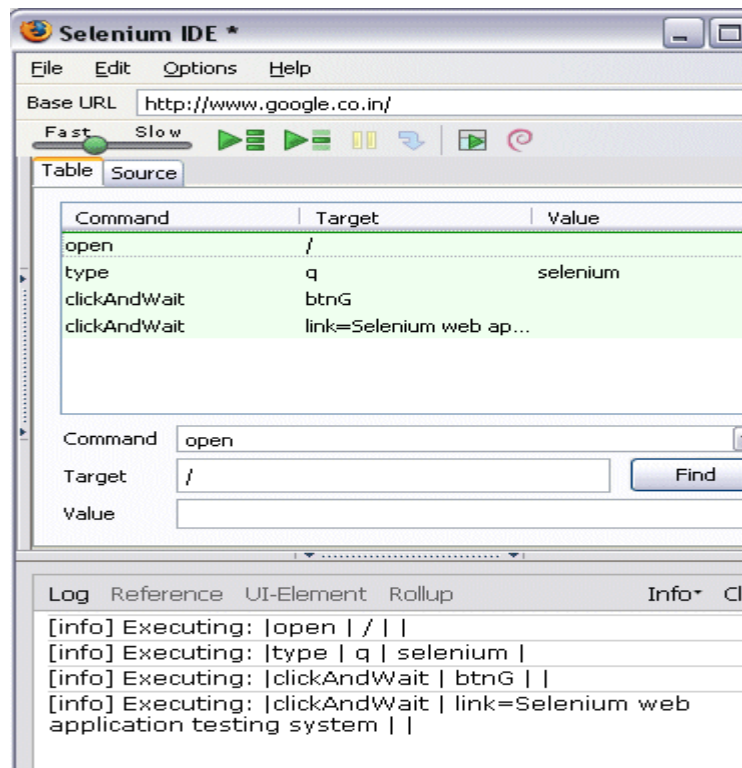 Selenium IDE *
File Edit Options Help
Base URL http://www.google.co.in/
Fast Slow
Table Source
Command Target Value
open /
type q selenium
clickAndWait btnG
clickAndWait link=Selenium web ap...
Command open
Target / Find
Value
Log Reference UI-Element Rollup Info Cl
[info] Executing: |open | / | |
[info] Executing: |type | q | selenium |
[info] Executing: |clickAndWait | btnG | |
[info] Executing: |clickAndWait | link=Selenium web
application testing system | |